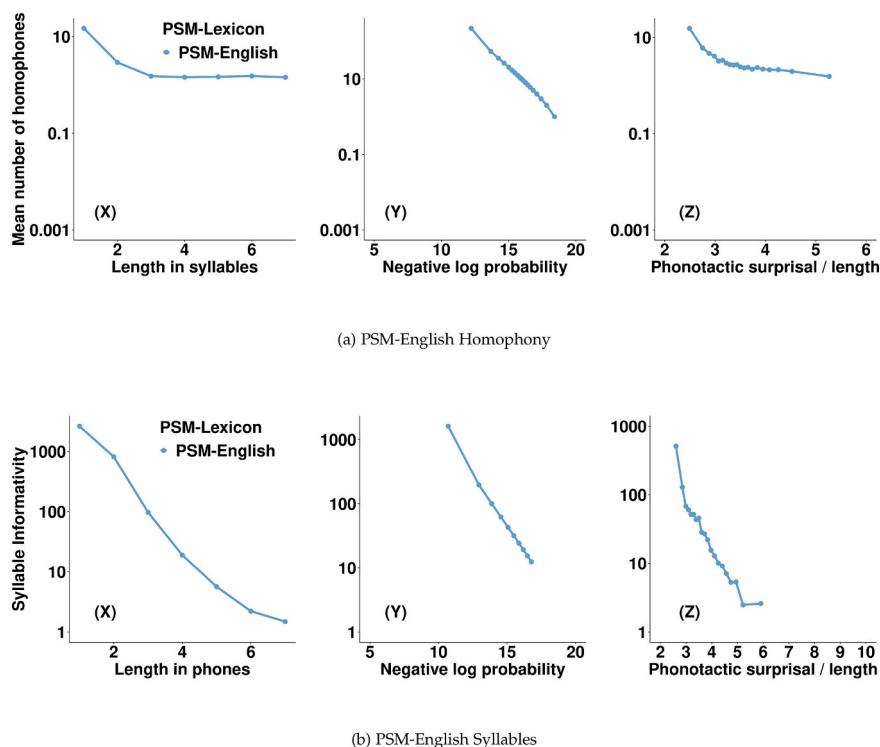 Mean number of homophones
10
0.1
0.001
PSM-Lexicon
PSM-English
(X)
2 4 6
Length in syllables
10
0.1
0.001
(Y)
5 10 15 20
Negative log probability
10
0.1
0.001
(Z)
2 3 4 5 6
Phonotactic surprisal / length
(a) PSM-English Homophony
Syllable Informativity
1000
100
10
1
PSM-Lexicon
PSM-English
(X)
2 4 6
Length in phones
1000
100
10
1
(Y)
5 10 15 20
Negative log probability
1000
100
10
1
(Z)
2 3 4 5 6 7 8 9 10
Phonotactic surprisal / length
(b) PSM-English Syllables